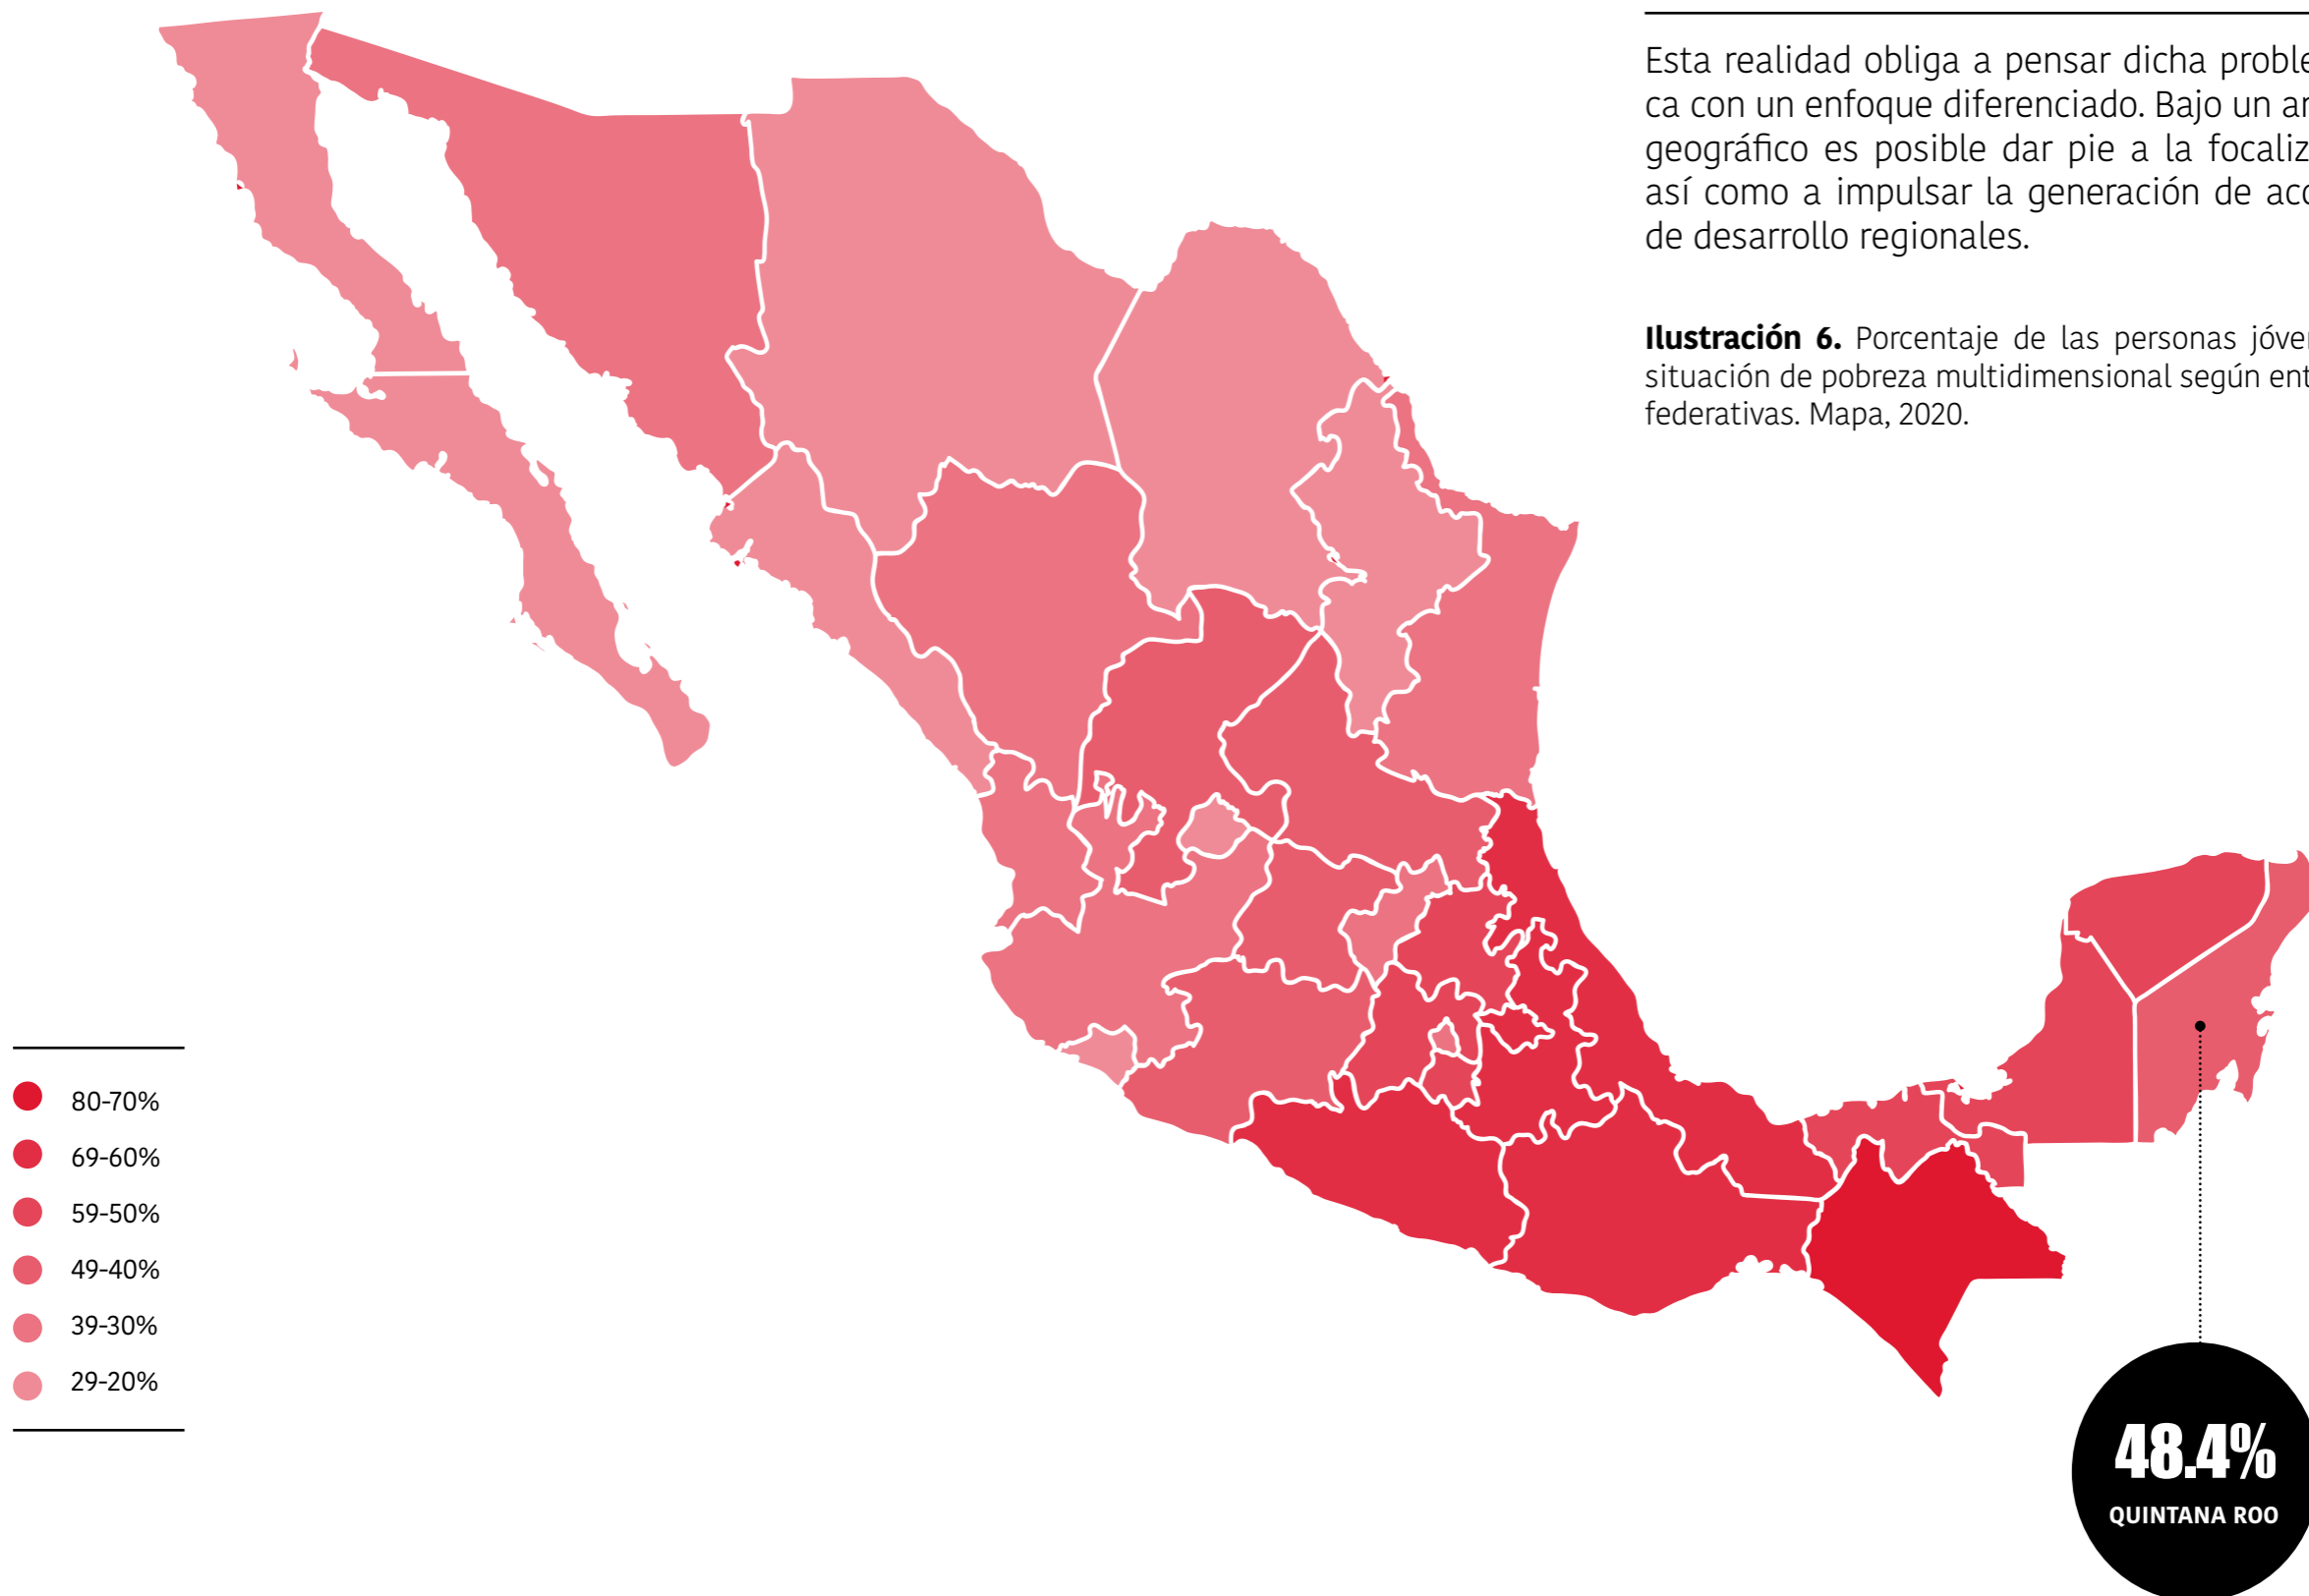 Esta realidad obliga a pensar dicha proble
ca con un enfoque diferenciado. Bajo un
geográfico es posible dar pie a la focaliz
así como a impulsar la generación de acc
de desarrollo regionales.
Ilustración 6. Porcentaje de las personas jóve
situación de pobreza multidimensional según ent
federativas. Mapa, 2020.
80-70%
69-60%
59-50%
49-40%
39-30%
29-20%
48.4%
QUINTANA ROO